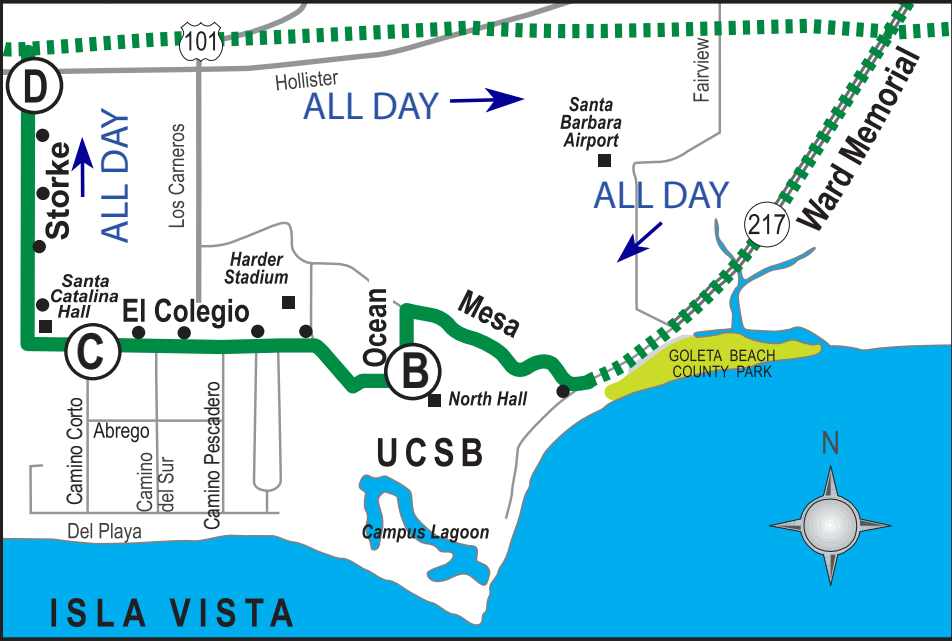 101
D
Hollister
ALL DAY
Fairview
Santa
Barbara
Airport
Ward Memorial
217
Storke
ALL DAY
Los Carneros
ALL DAY
Harder
Stadium
Santa
Catalina
Hall
El Colegio
C
Ocean
Mesa
B
North Hall
GOLETA BEACH
COUNTY PARK
Camino Corto
Abrego
Camino
del Sur
Camino Pescadero
UCSB
Del Playa
Campus Lagoon
N
ISLA VISTA